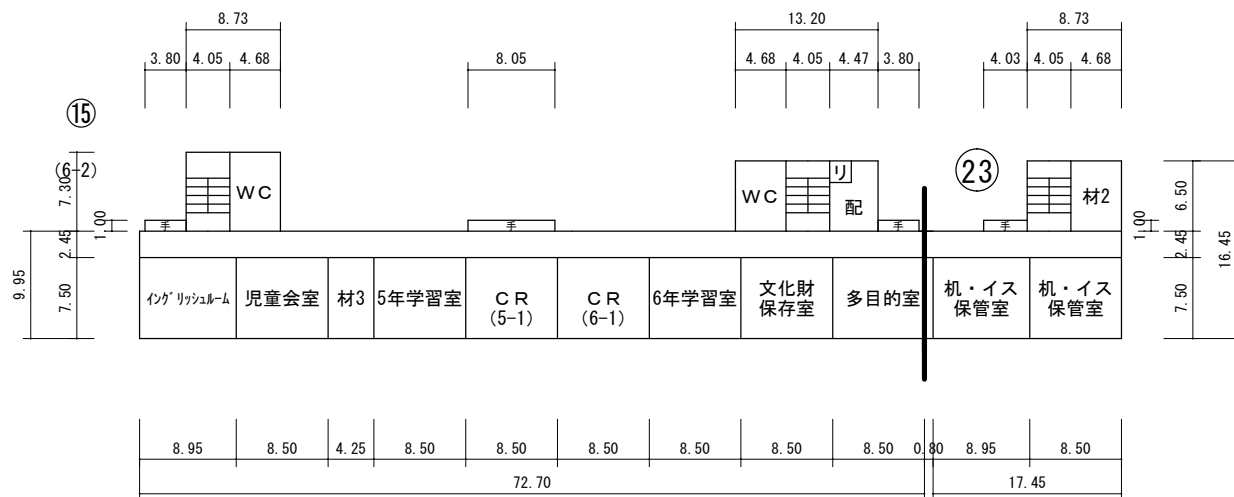 8.73
13.20
8.73
3.80 4.05 4.68
8.05
4.68 4.05 4.47 3.80
4.03 4.05 4.68
⑮
(6-2)
7.30
1.00
2.45
9.95
7.50
WC
手
手
WC
リ
配
手
㉓
手
材2
1.00
6.50
2.45
16.45
7.50
イングリッシュルーム
児童会室
材3
5年学習室
CR
(5-1)
CR
(6-1)
6年学習室
文化財
保存室
多目的室
机・イス
保管室
机・イス
保管室
8.95 8.50 4.25 8.50 8.50 8.50 8.50 8.50 8.50 0.80 8.95 8.50
72.70
17.45